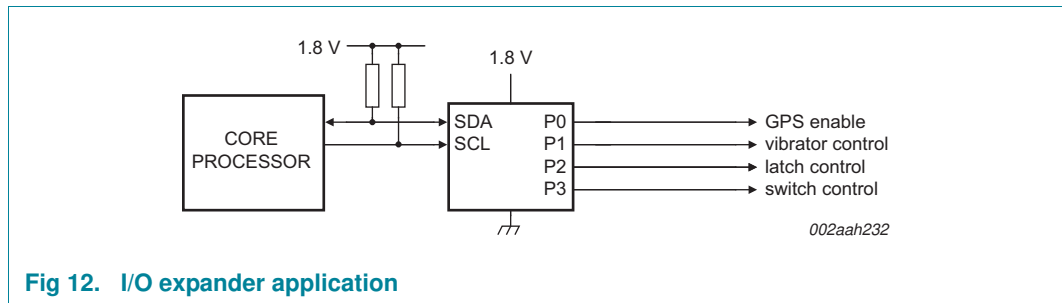 1.8 V
1.8 V
CORE
PROCESSOR
SDA
SCL
P0
P1
P2
P3
GPS enable
vibrator control
latch control
switch control
002aah232
Fig 12. I/O expander application